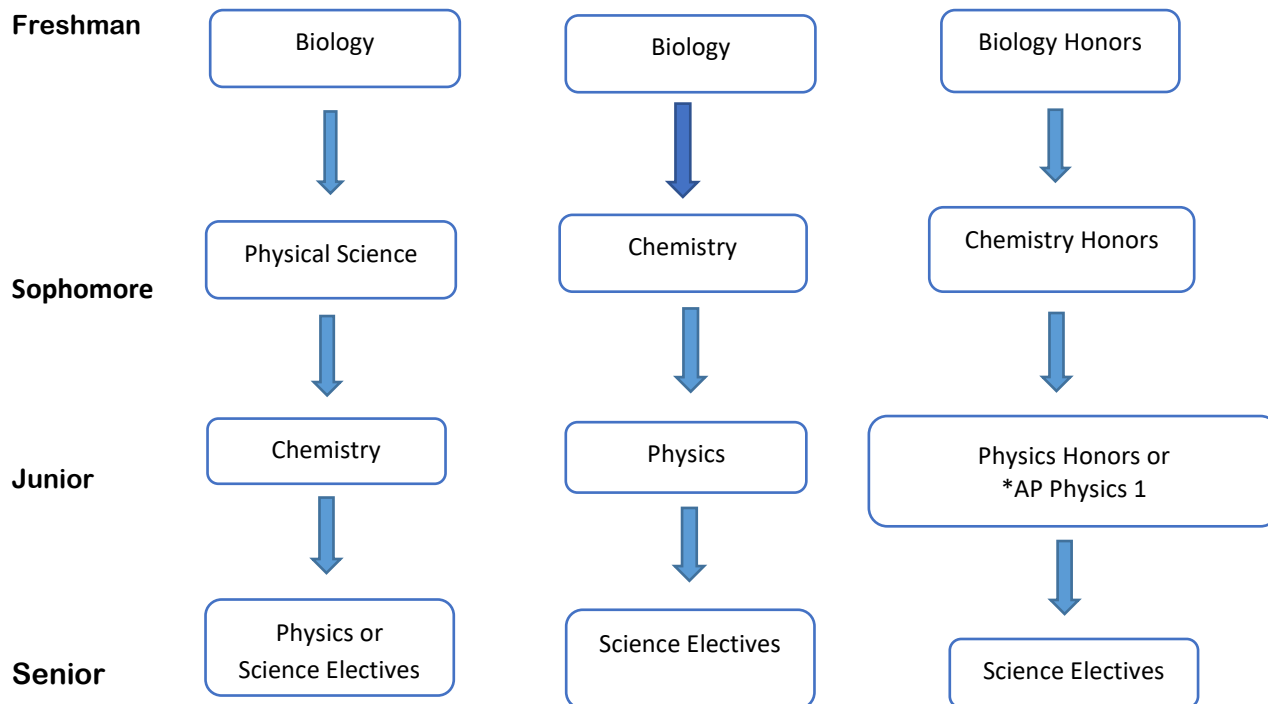 Freshman
Biology
Biology
Biology Honors
Sophomore
Physical Science
Chemistry
Chemistry Honors
Junior
Chemistry
Physics
Physics Honors or
*AP Physics 1
Senior
Physics or
Science Electives
Science Electives
Science Electives